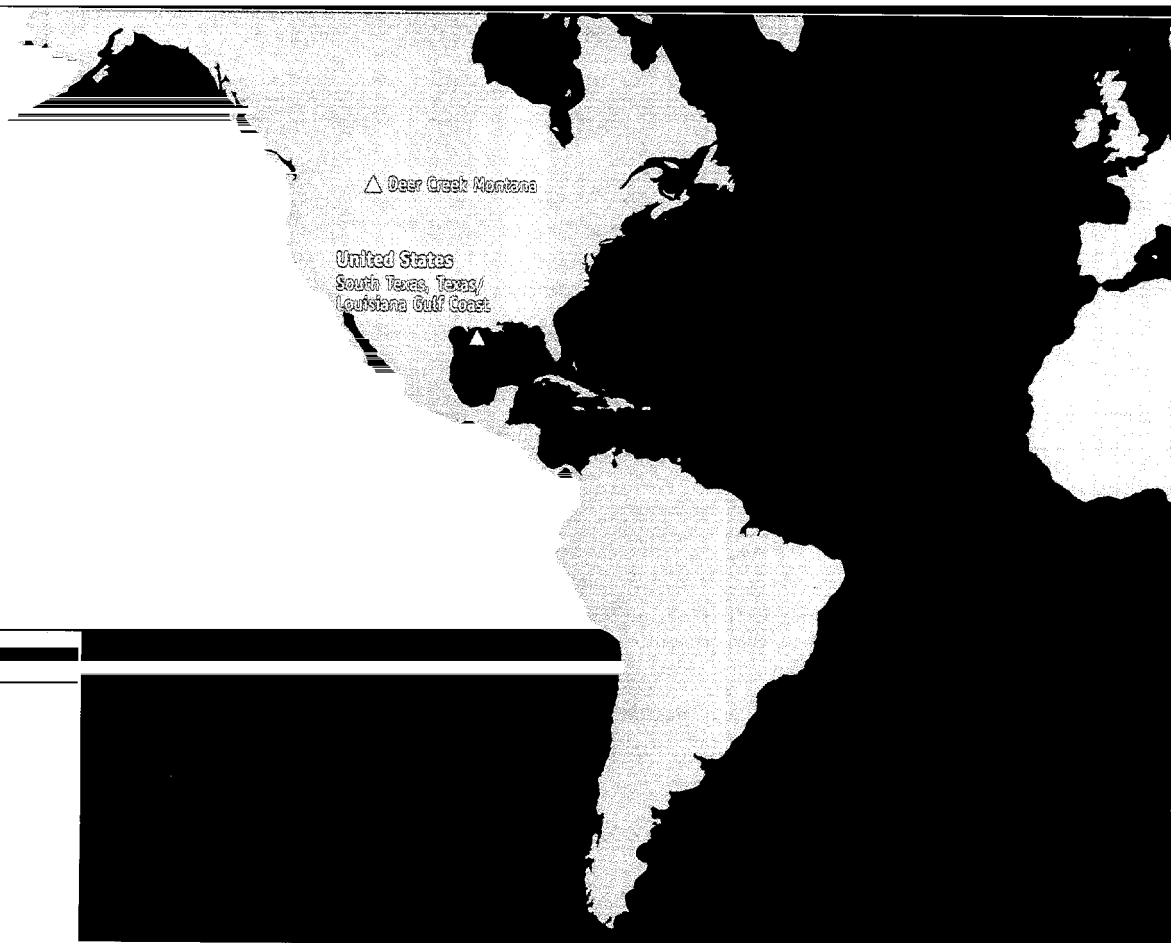 Deer Creek Montana
United States
South Texas, Texas/
Louisiana Gulf Coast